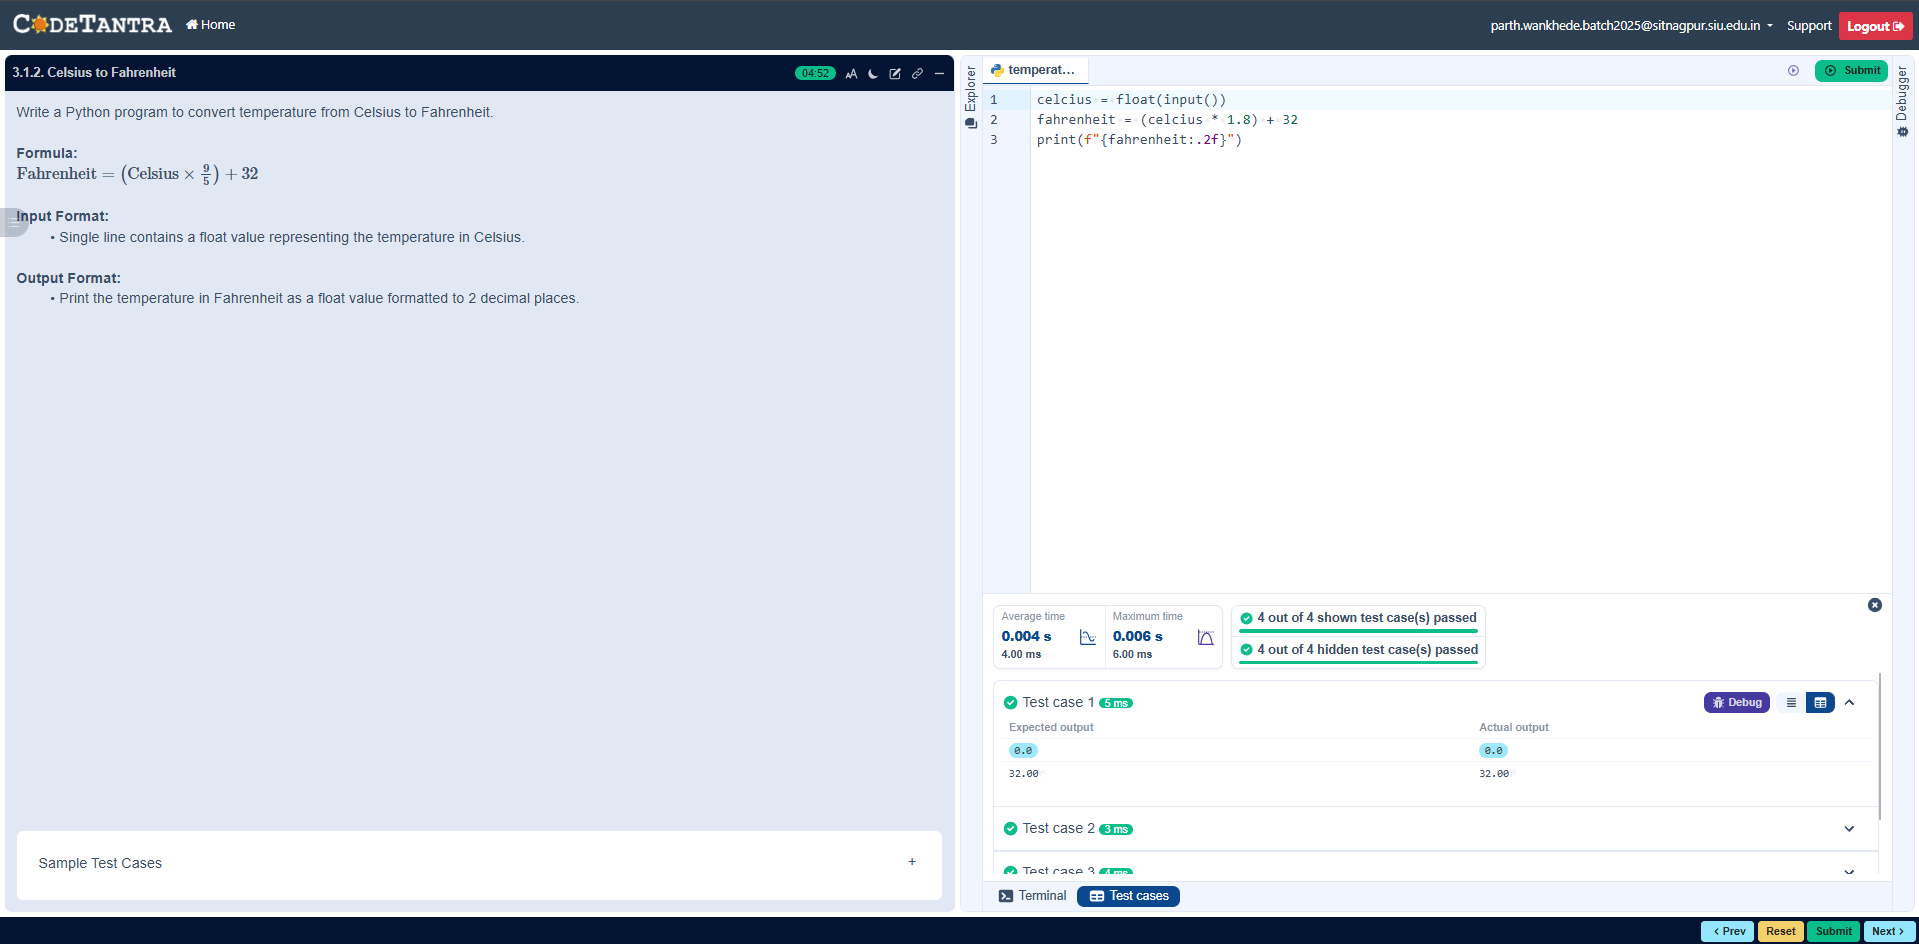 CODETANTRA
Home
parth.wankhede.batch2025@sitnagpur.siu.edu.in
Support
Logout
3.1.2. Celsius to Fahrenheit
04:52
Write a Python program to convert temperature from Celsius to Fahrenheit.
Formula:
Fahrenheit = (Celsius × 9/5) + 32
Input Format:
• Single line contains a float value representing the temperature in Celsius.
Output Format:
• Print the temperature in Fahrenheit as a float value formatted to 2 decimal places.
Sample Test Cases
+
Explorer
temperat...
Submit
Debugger
1 celcius = float(input())
2 fahrenheit = (celcius * 1.8) + 32
3 print(f"{fahrenheit:.2f}")
Average time
0.004 s
4.00 ms
Maximum time
0.006 s
6.00 ms
4 out of 4 shown test case(s) passed
4 out of 4 hidden test case(s) passed
Test case 1 5 ms
Debug
Expected output
Actual output
0.0
0.0
32.00
32.00
Test case 2 3 ms
Test case 3 4 ms
Terminal
Test cases
< Prev
Reset
Submit
Next >